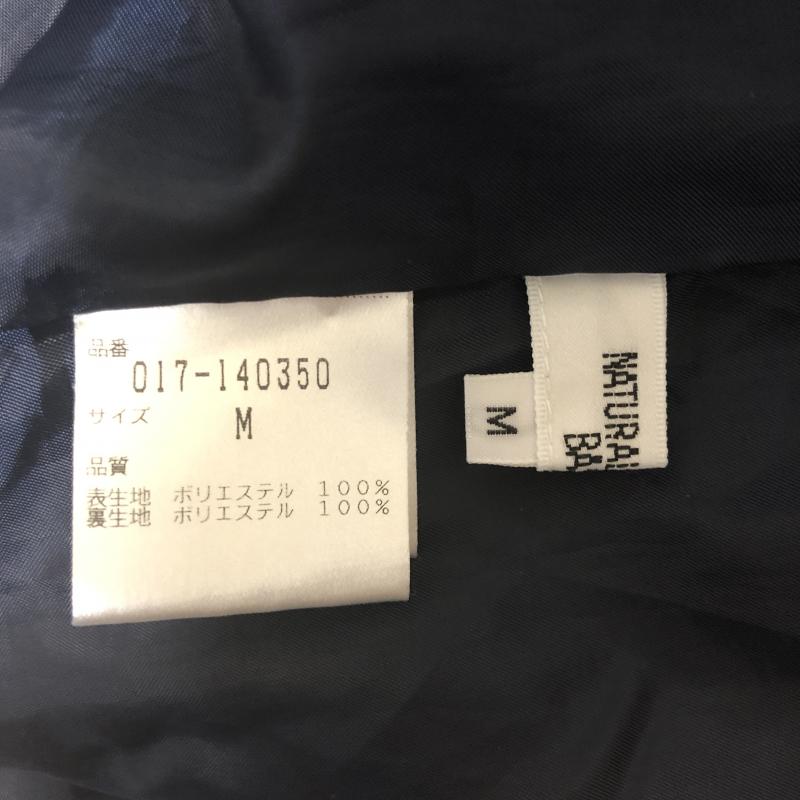 品番
017-140350
サイズ
M
品質
表生地 ポリエステル 100%
裏生地 ポリエステル 100%
M
NATURAL
BA